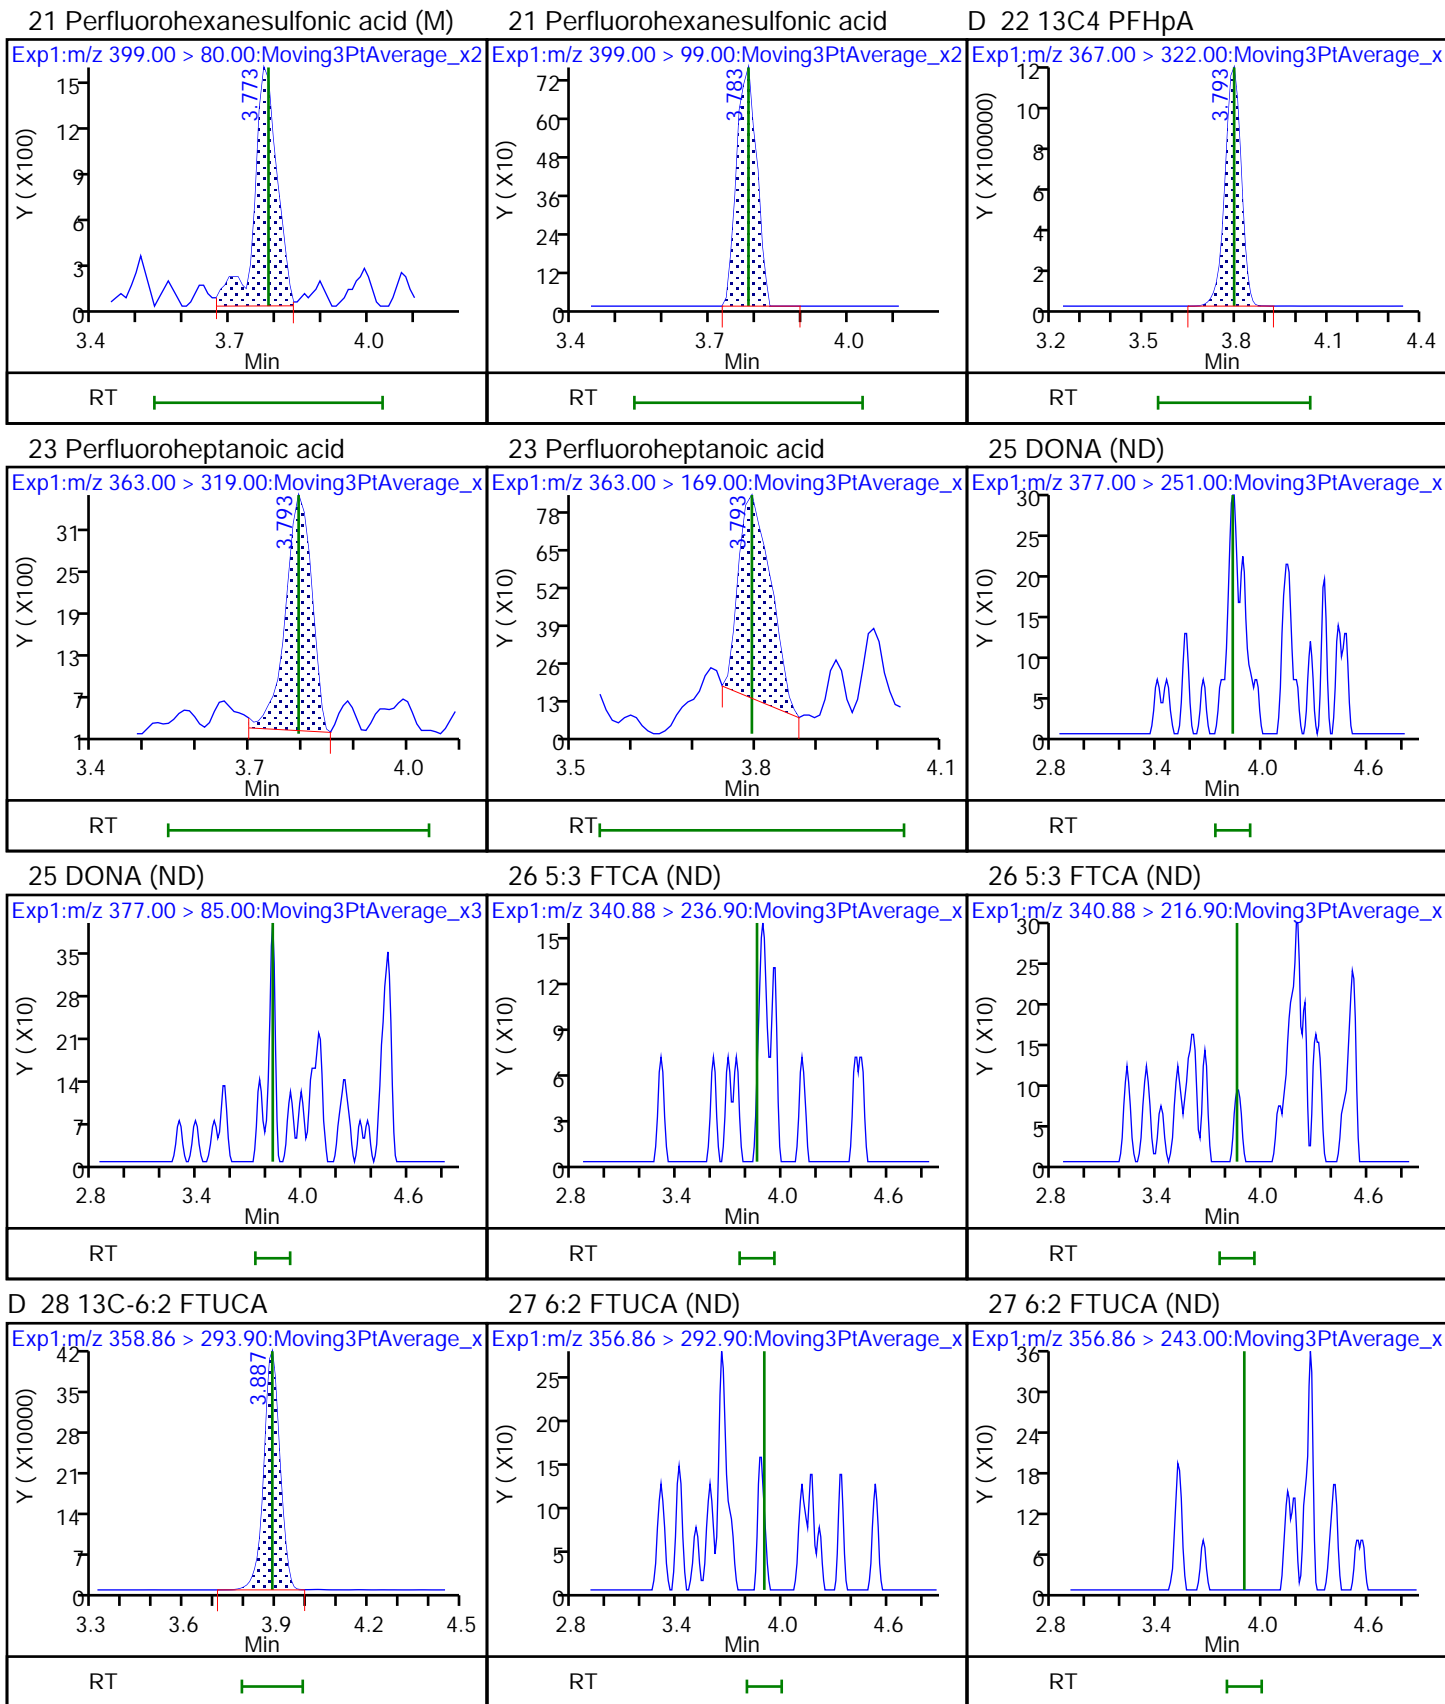 21 Perfluorohexanesulfonic acid (M)
Exp1:m/z 399.00 > 80.00:Moving3PtAverage_x2
3.773
Y ( X100)
15
12
9
6
3
0
3.4 3.7 4.0
Min
RT
21 Perfluorohexanesulfonic acid
Exp1:m/z 399.00 > 99.00:Moving3PtAverage_x2
3.783
Y ( X10)
72
60
48
36
24
12
0
3.4 3.7 4.0
Min
RT
D 22 13C4 PFHpA
Exp1:m/z 367.00 > 322.00:Moving3PtAverage_x
3.793
Y ( X100000)
12
10
8
6
4
2
0
3.2 3.5 3.8 4.1 4.4
Min
RT
23 Perfluoroheptanoic acid
Exp1:m/z 363.00 > 319.00:Moving3PtAverage_x
3.793
Y ( X100)
31
25
19
13
7
1
3.4 3.7 4.0
Min
RT
23 Perfluoroheptanoic acid
Exp1:m/z 363.00 > 169.00:Moving3PtAverage_x
3.793
Y ( X10)
78
65
52
39
26
13
0
3.5 3.8 4.1
Min
RT
25 DONA (ND)
Exp1:m/z 377.00 > 251.00:Moving3PtAverage_x
Y ( X10)
30
25
20
15
10
5
0
2.8 3.4 4.0 4.6
Min
RT
25 DONA (ND)
Exp1:m/z 377.00 > 85.00:Moving3PtAverage_x3
Y ( X10)
35
28
21
14
7
0
2.8 3.4 4.0 4.6
Min
RT
26 5:3 FTCA (ND)
Exp1:m/z 340.88 > 236.90:Moving3PtAverage_x
Y ( X10)
15
12
9
6
3
0
2.8 3.4 4.0 4.6
Min
RT
26 5:3 FTCA (ND)
Exp1:m/z 340.88 > 216.90:Moving3PtAverage_x
Y ( X10)
30
25
20
15
10
5
0
2.8 3.4 4.0 4.6
Min
RT
D 28 13C-6:2 FTUCA
Exp1:m/z 358.86 > 293.90:Moving3PtAverage_x
3.887
Y ( X10000)
42
35
28
21
14
7
0
3.3 3.6 3.9 4.2 4.5
Min
RT
27 6:2 FTUCA (ND)
Exp1:m/z 356.86 > 292.90:Moving3PtAverage_x
Y ( X10)
25
20
15
10
5
0
2.8 3.4 4.0 4.6
Min
RT
27 6:2 FTUCA (ND)
Exp1:m/z 356.86 > 243.00:Moving3PtAverage_x
Y ( X10)
36
30
24
18
12
6
0
2.8 3.4 4.0 4.6
Min
RT